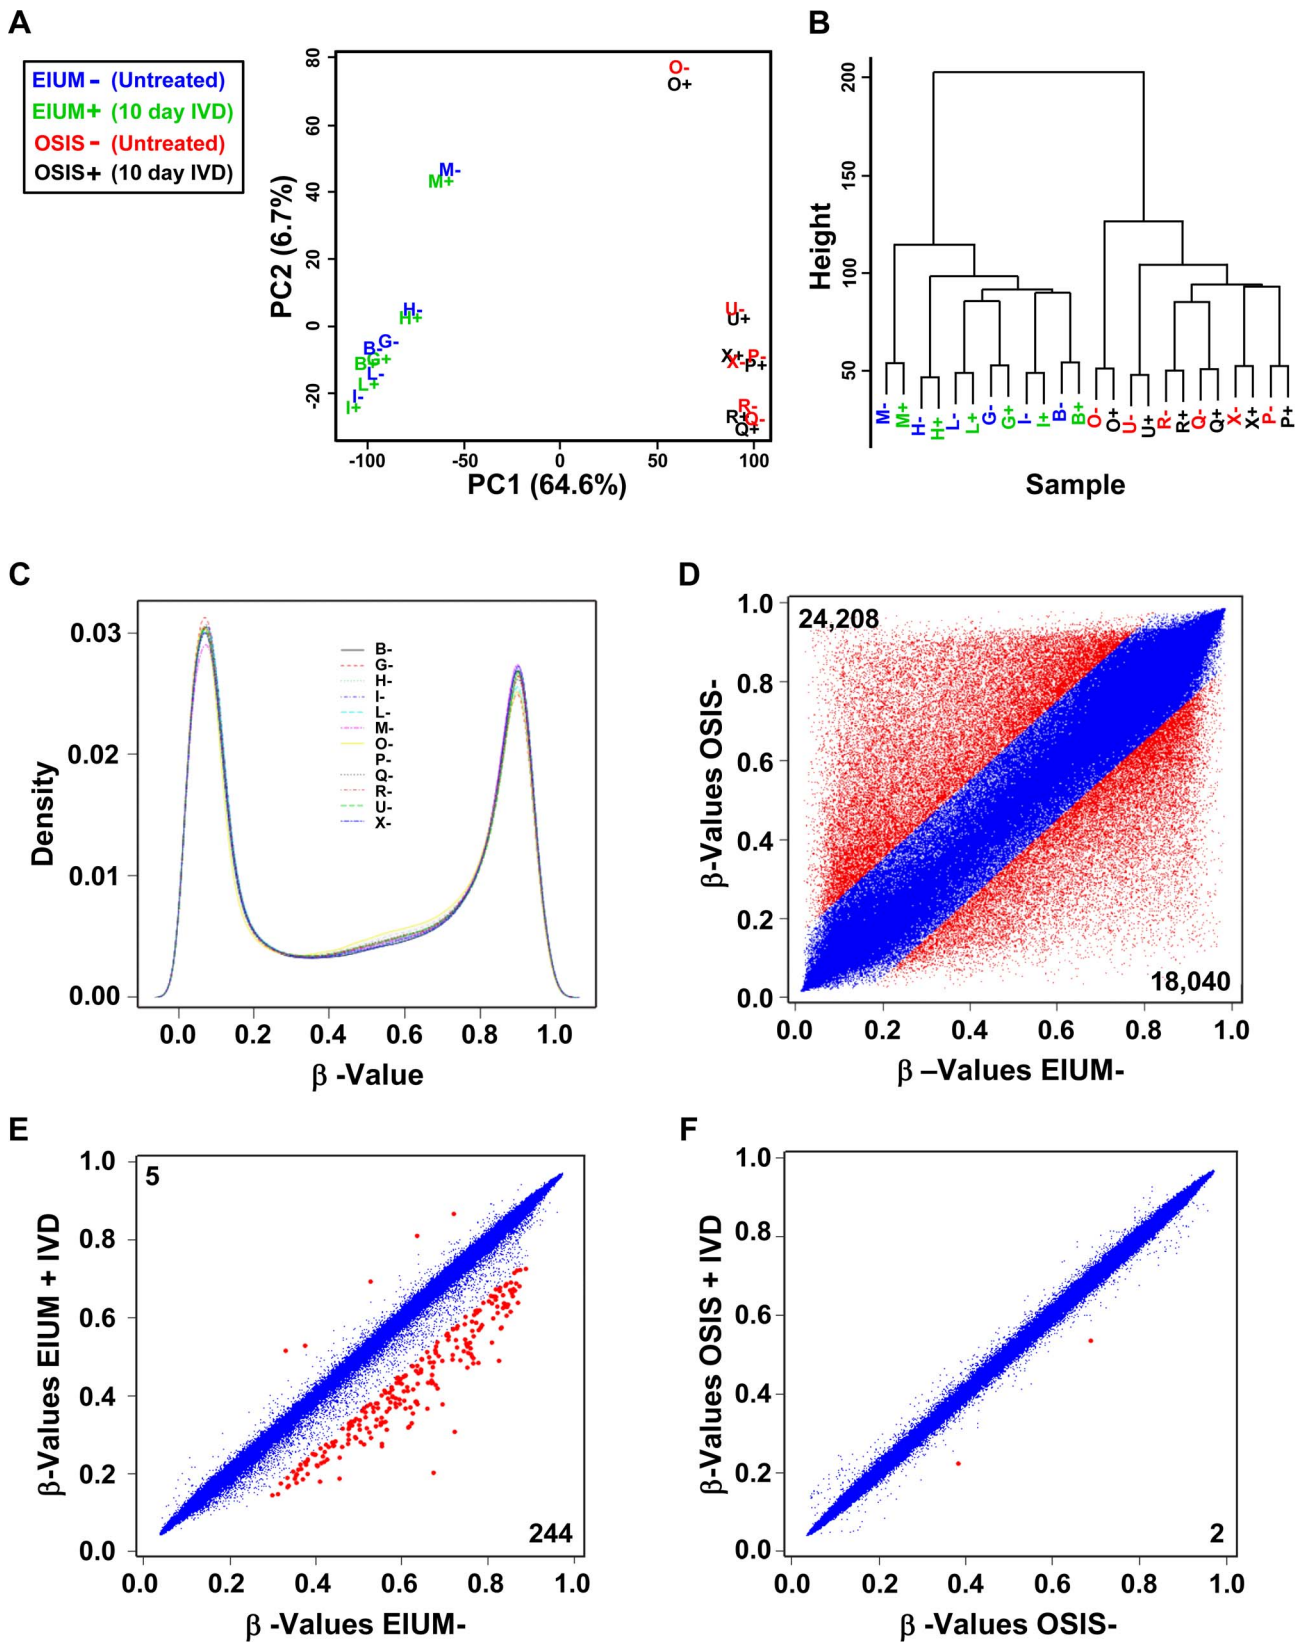 A
EIUM - (Untreated)
EIUM + (10 day IVD)
OSIS - (Untreated)
OSIS + (10 day IVD)
PC2 (6.7%)
80
60
40
20
0
-20
O-
O+
M-
M+
H-
H+
G-
B-
G+
B+
L-
L+
I-
I+
U-
U+
X+
P-
X-
P+
R-
R+
Q-
Q+
-100 -50 0 50 100
PC1 (64.6%)
B
Height
200
150
100
50
M- M+ H- H+ L- L+ G- G+ I- I+ B- B+ O- O+ U- U+ R- R+ Q- Q+ X- X+ P- P+
Sample
C
Density
0.03
0.02
0.01
0.00
B-
G-
H-
I-
L-
M-
O-
P-
Q-
R-
U-
X-
0.0 0.2 0.4 0.6 0.8 1.0
β -Value
D
β-Values OSIS-
1.0
0.8
0.6
0.4
0.2
0.0
24,208
18,040
0.0 0.2 0.4 0.6 0.8 1.0
β –Values EIUM-
E
β-Values EIUM + IVD
1.0
0.8
0.6
0.4
0.2
0.0
5
244
0.0 0.2 0.4 0.6 0.8 1.0
β -Values EIUM-
F
β-Values OSIS + IVD
1.0
0.8
0.6
0.4
0.2
0.0
2
0.0 0.2 0.4 0.6 0.8 1.0
β -Values OSIS-